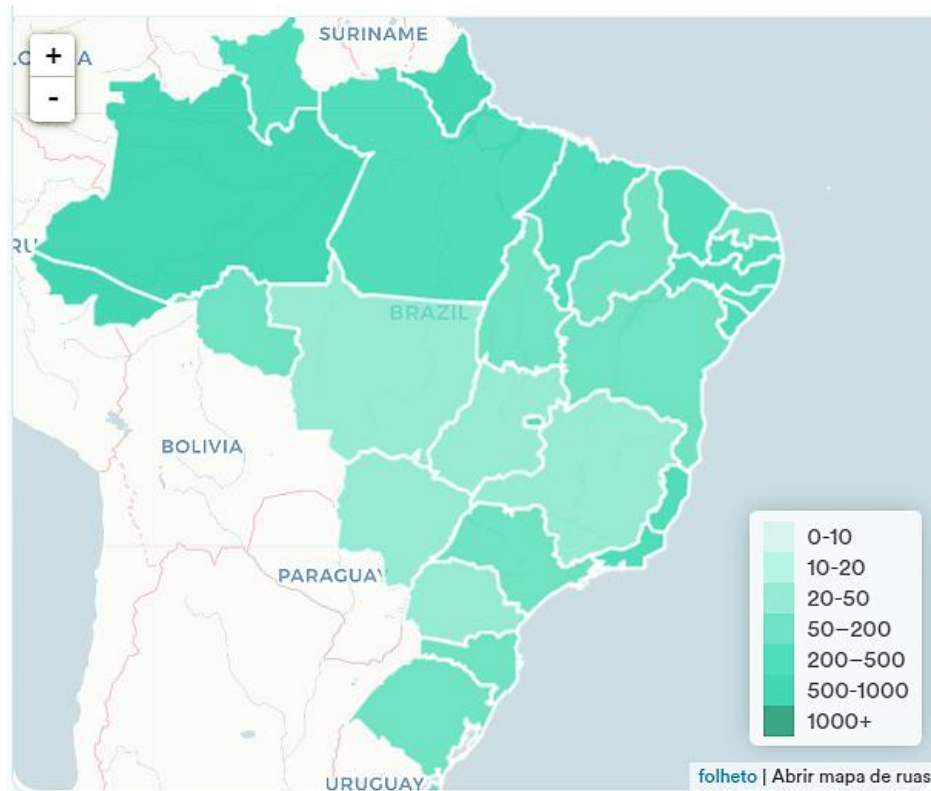 SURINAME
+
-
BRAZIL
BOLIVIA
PARAGUAY
URUGUAY
0-10
10-20
20-50
50–200
200–500
500-1000
1000+
folheto | Abrir mapa de ruas